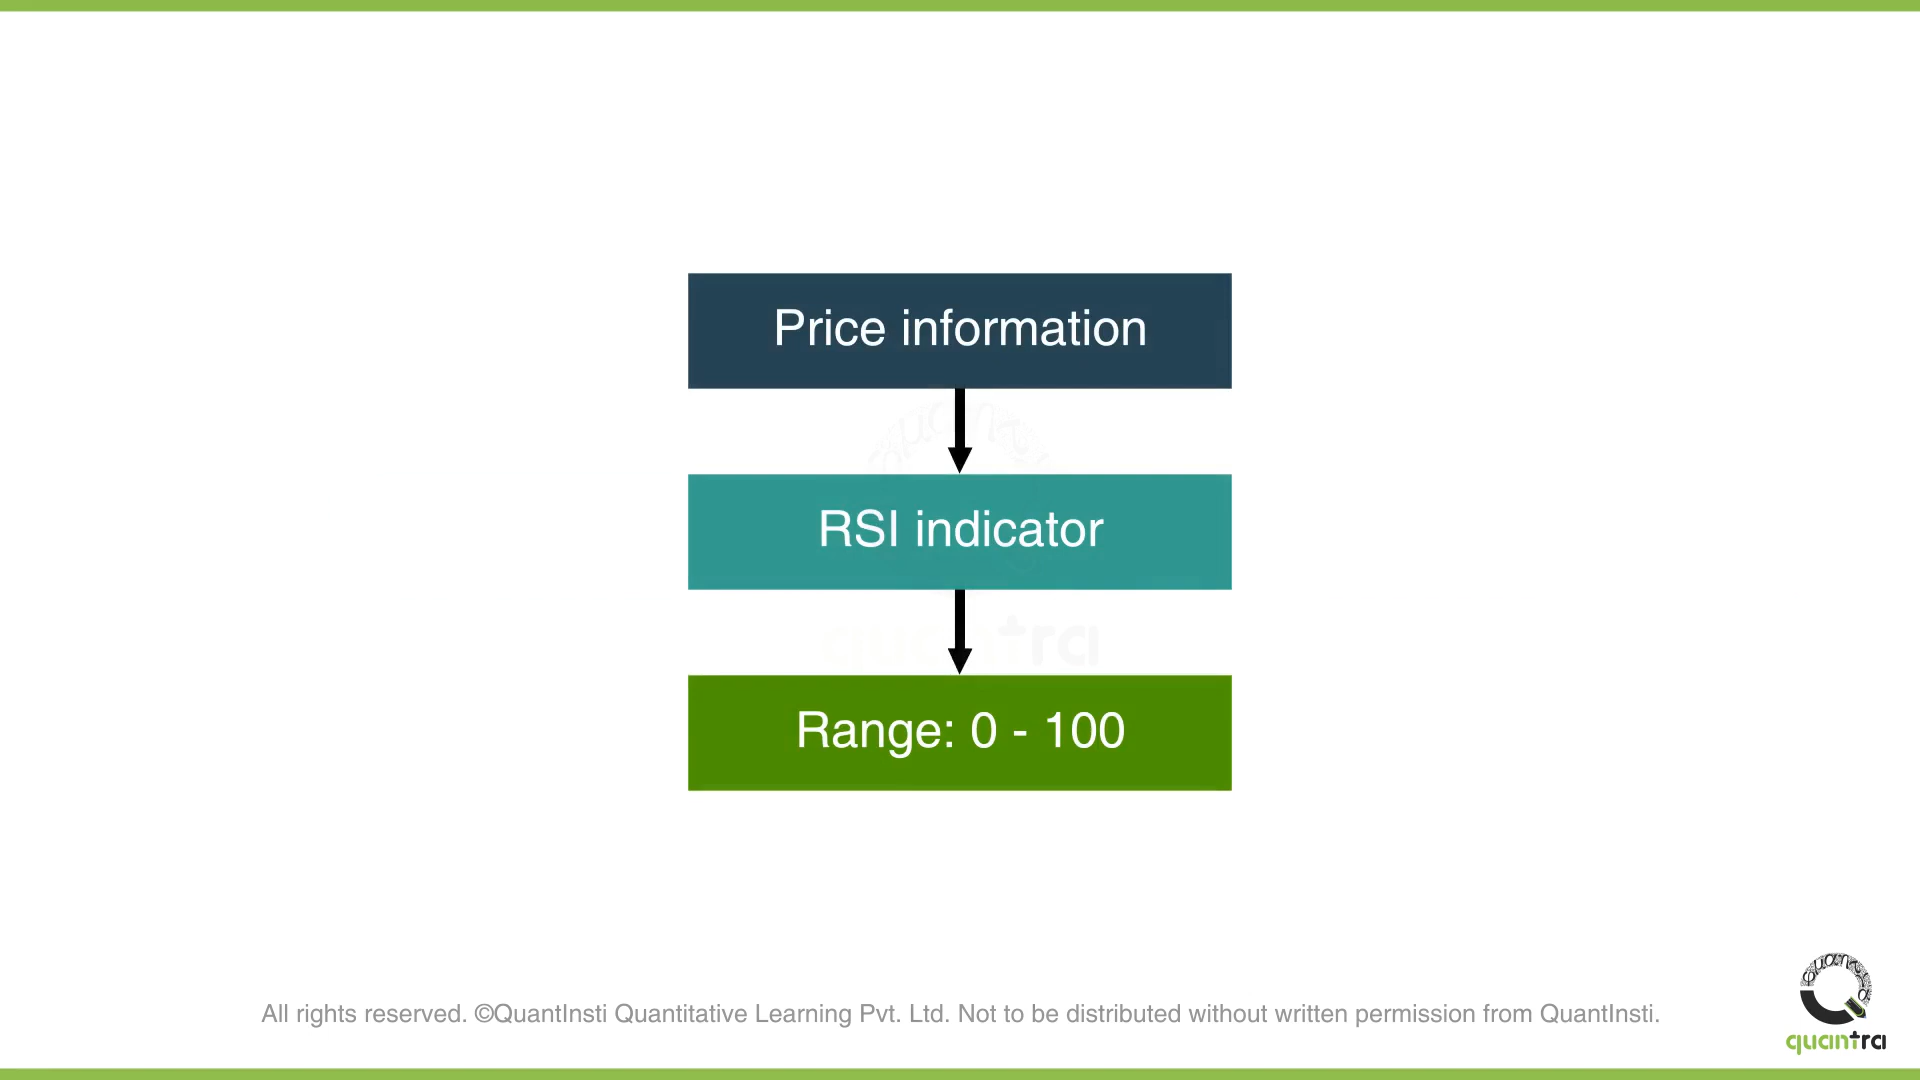 Price information
RSI indicator
Range: 0 - 100
All rights reserved. ©QuantInsti Quantitative Learning Pvt. Ltd. Not to be distributed without written permission from QuantInsti.
quantra